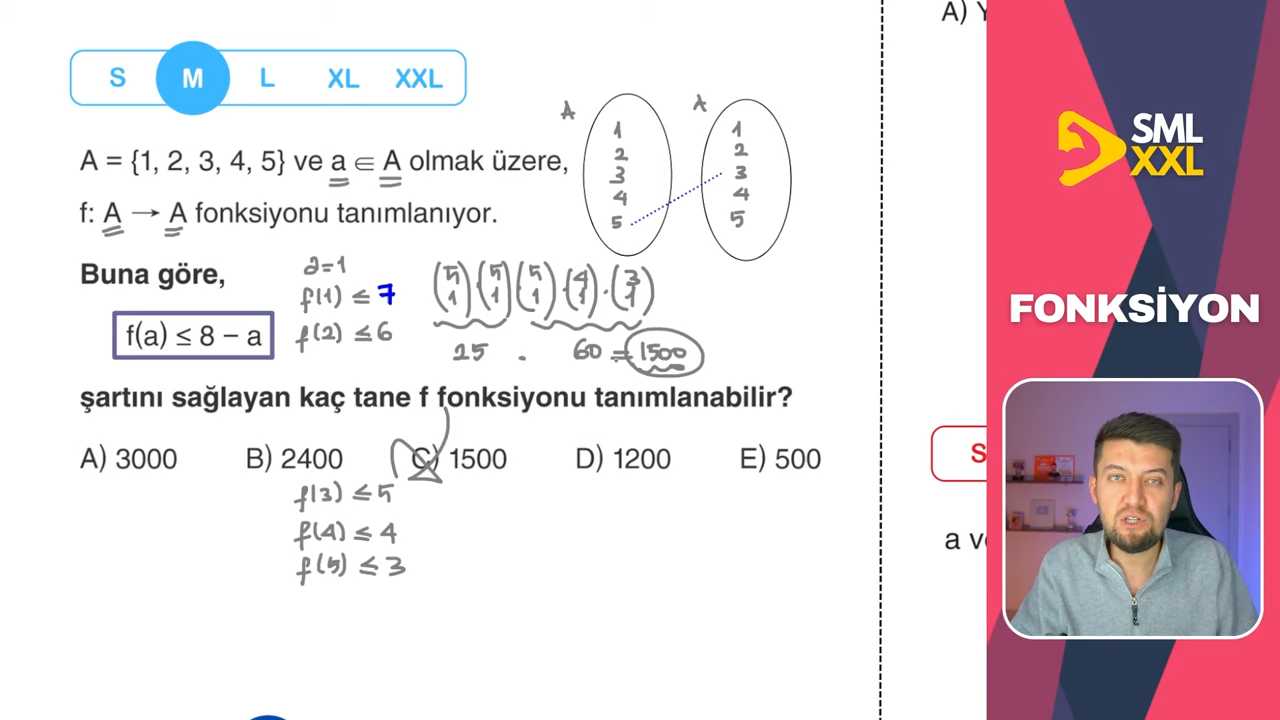 S M L XL XXL
A = {1, 2, 3, 4, 5} ve a ∈ A olmak üzere,
f: A → A fonksiyonu tanımlanıyor.
A
1
2
3
4
5
A
1
2
3
4
5
Buna göre,
f(a) ≤ 8 – a
a=1
f(1) ≤ 7
f(2) ≤ 6
(5 1)·(5 1)(5 1)·(4 1)·(3 1)
25 . 60 = 1500
şartını sağlayan kaç tane f fonksiyonu tanımlanabilir?
A) 3000 B) 2400 C) 1500 D) 1200 E) 500
f(3) ≤ 5
f(4) ≤ 4
f(5) ≤ 3
A)
S
a
SML
XXL
FONKSİYON